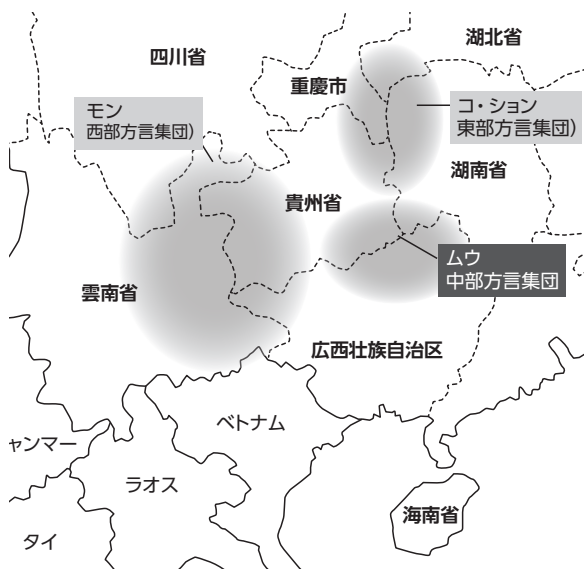 湖北省
四川省
重慶市
モン
西部方言集団)
コ・ション
東部方言集団)
湖南省
貴州省
ムウ
中部方言集団
雲南省
広西壮族自治区
ベトナム
ャンマー
ラオス
海南省
タイ